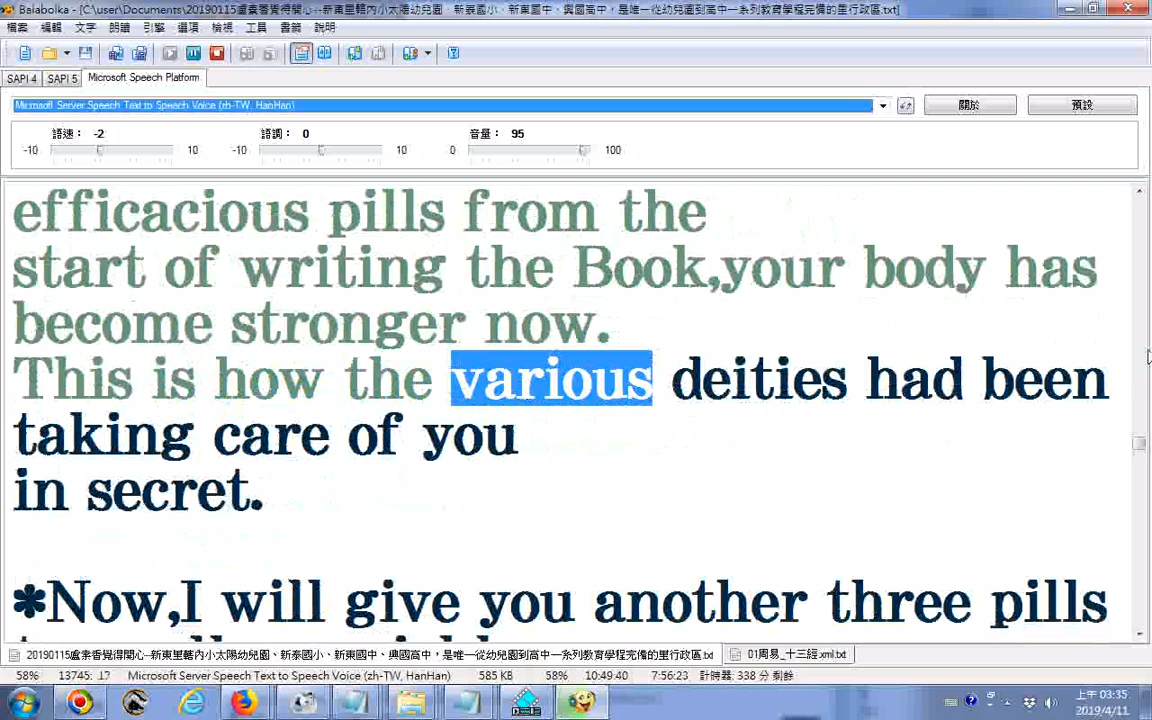 Balabolka - [C:\user\Documents\20190115盧素香覺得開心--新東里轄內小太陽幼兒園、新泰國小、新東國中、興國高中，是唯一從幼兒園到高中一系列教育學程完備的里行政區.txt]
檔案 編輯 文字 朗讀 引擎 選項 檢視 工具 書籤 說明
SAPI 4 SAPI 5 Microsoft Speech Platform
Microsoft Server Speech Text to Speech Voice (zh-TW, HanHan) 關於 預設
語速： -2 語調： 0 音量： 95
-10 10 -10 10 0 100
efficacious pills from the
start of writing the Book,your body has
become stronger now.
This is how the various deities had been
taking care of you
in secret.
*Now,I will give you another three pills
20190115盧素香覺得開心--新東里轄內小太陽幼兒園、新泰國小、新東國中、興國高中，是唯一從幼兒園到高中一系列教育學程完備的里行政區.txt 01周易_十三經.xml.txt
58% 13745: 17 Microsoft Server Speech Text to Speech Voice (zh-TW, HanHan) 585 KB 58% 10:49:40 7:56:23 計時器: 338 分 剩餘
上午 03:35
2019/4/11